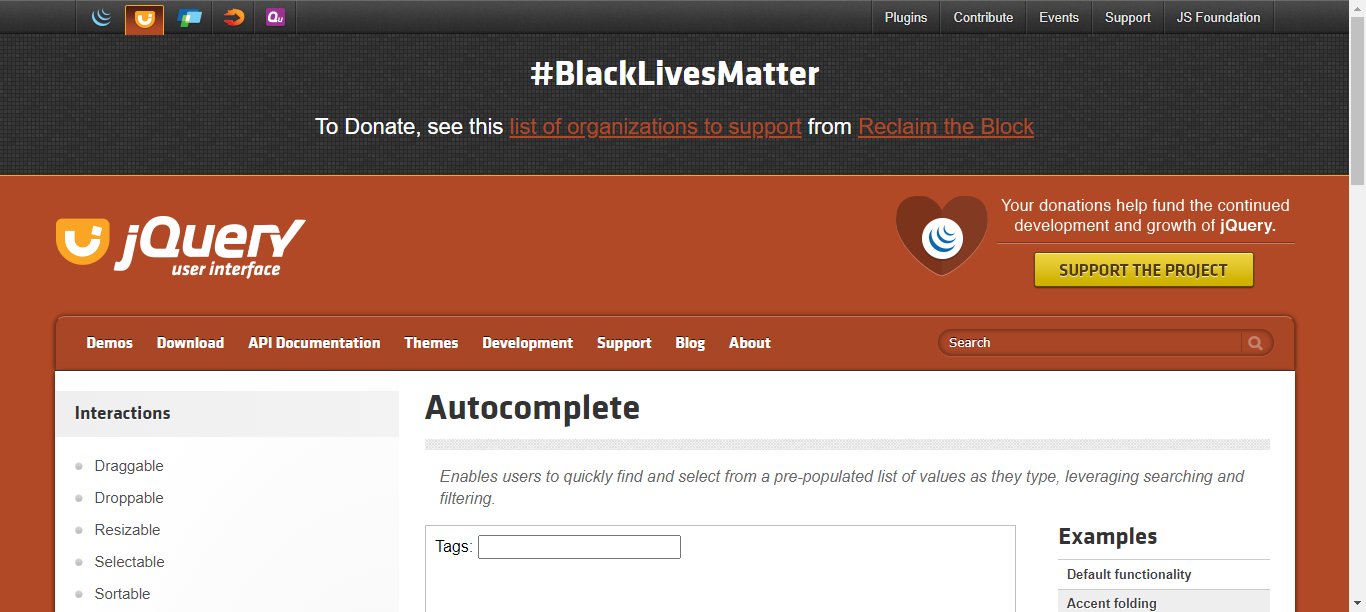 Qu
Plugins
Contribute
Events
Support
JS Foundation
#BlackLivesMatter
To Donate, see this list of organizations to support from Reclaim the Block
jQuery
user interface
Your donations help fund the continued
development and growth of jQuery.
SUPPORT THE PROJECT
Demos
Download
API Documentation
Themes
Development
Support
Blog
About
Search
Interactions
Draggable
Droppable
Resizable
Selectable
Sortable
Autocomplete
Enables users to quickly find and select from a pre-populated list of values as they type, leveraging searching and
filtering.
Tags:
Examples
Default functionality
Accent folding